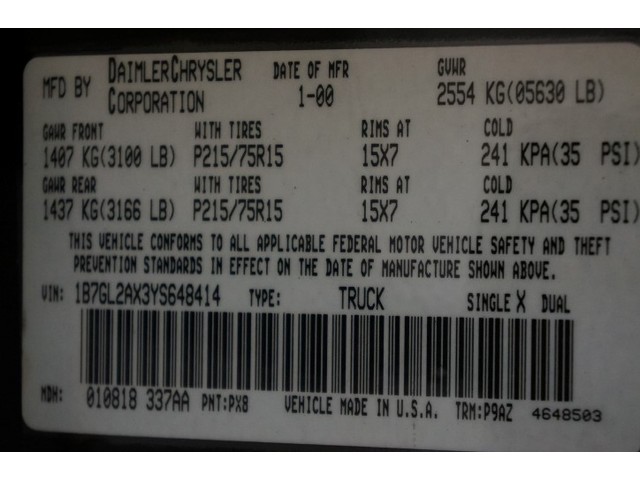 MFD BY DAIMLERCHRYSLER CORPORATION DATE OF MFR 1-00 GVWR 2554 KG(05630 LB)
GAWR FRONT WITH TIRES RIMS AT COLD
1407 KG(3100 LB) P215/75R15 15X7 241 KPA(35 PSI)
GAWR REAR WITH TIRES RIMS AT COLD
1437 KG(3166 LB) P215/75R15 15X7 241 KPA(35 PSI)
THIS VEHICLE CONFORMS TO ALL APPLICABLE FEDERAL MOTOR VEHICLE SAFETY AND THEFT
PREVENTION STANDARDS IN EFFECT ON THE DATE OF MANUFACTURE SHOWN ABOVE.
VIN: 1B7GL2AX3YS648414 TYPE: TRUCK SINGLE X DUAL
MDH: 010818 337AA PNT:PX8 VEHICLE MADE IN U.S.A. TRM:P9AZ 4648503